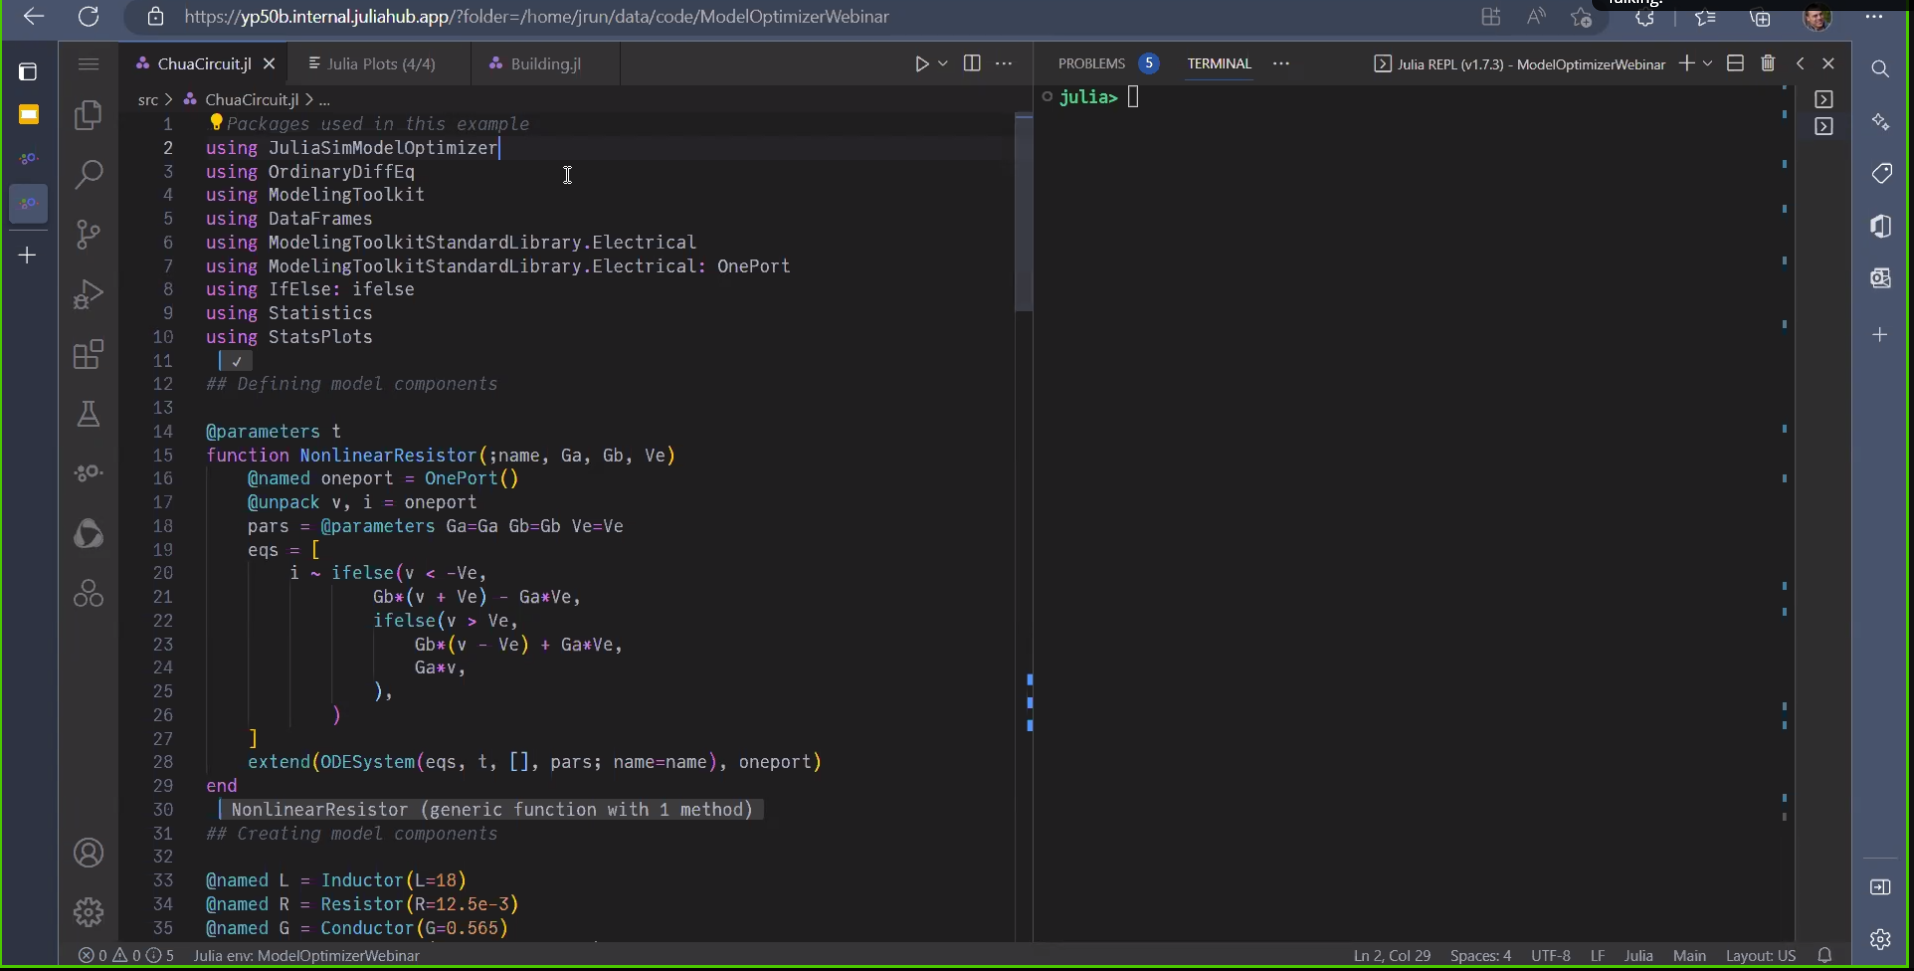 Talking:
https://yp50b.internal.juliahub.app/?folder=/home/jrun/data/code/ModelOptimizerWebinar
ChuaCircuit.jl
Julia Plots (4/4)
Building.jl
src > ChuaCircuit.jl > ...
1 Packages used in this example
2 using JuliaSimModelOptimizer
3 using OrdinaryDiffEq
4 using ModelingToolkit
5 using DataFrames
6 using ModelingToolkitStandardLibrary.Electrical
7 using ModelingToolkitStandardLibrary.Electrical: OnePort
8 using IfElse: ifelse
9 using Statistics
10 using StatsPlots
11 ✓
12 ## Defining model components
13
14 @parameters t
15 function NonlinearResistor(;name, Ga, Gb, Ve)
16 @named oneport = OnePort()
17 @unpack v, i = oneport
18 pars = @parameters Ga=Ga Gb=Gb Ve=Ve
19 eqs = [
20 i ~ ifelse(v < -Ve,
21 Gb*(v + Ve) - Ga*Ve,
22 ifelse(v > Ve,
23 Gb*(v - Ve) + Ga*Ve,
24 Ga*v,
25 ),
26 )
27 ]
28 extend(ODESystem(eqs, t, [], pars; name=name), oneport)
29 end
30 NonlinearResistor (generic function with 1 method)
31 ## Creating model components
32
33 @named L = Inductor(L=18)
34 @named R = Resistor(R=12.5e-3)
35 @named G = Conductor(G=0.565)
PROBLEMS 5 TERMINAL ... Julia REPL (v1.7.3) - ModelOptimizerWebinar
julia>
0 0 5 Julia env: ModelOptimizerWebinar
Ln 2, Col 29 Spaces: 4 UTF-8 LF Julia Main Layout: US